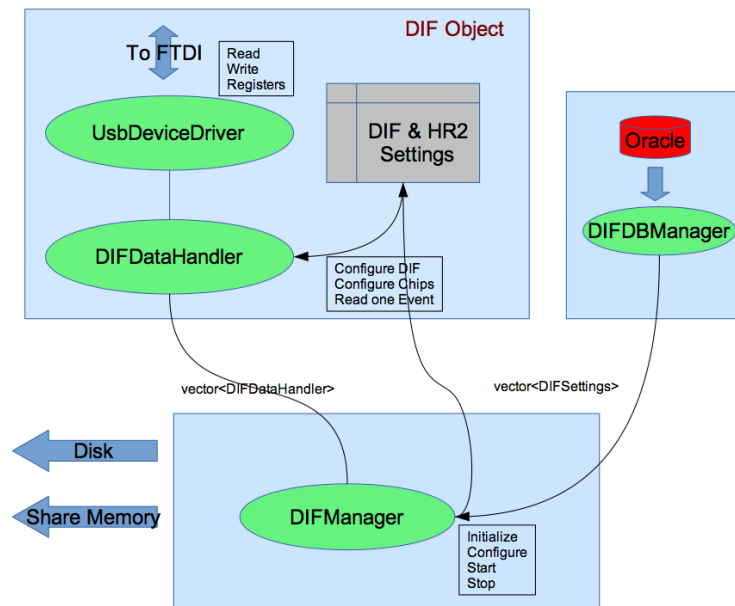 DIF Object
To FTDI
Read
Write
Registers
UsbDeviceDriver
DIF & HR2
Settings
Oracle
DIFDBManager
DIFDataHandler
Configure DIF
Configure Chips
Read one Event
vector<DIFDataHandler>
vector<DIFSettings>
Disk
Share Memory
DIFManager
Initialize
Configure
Start
Stop